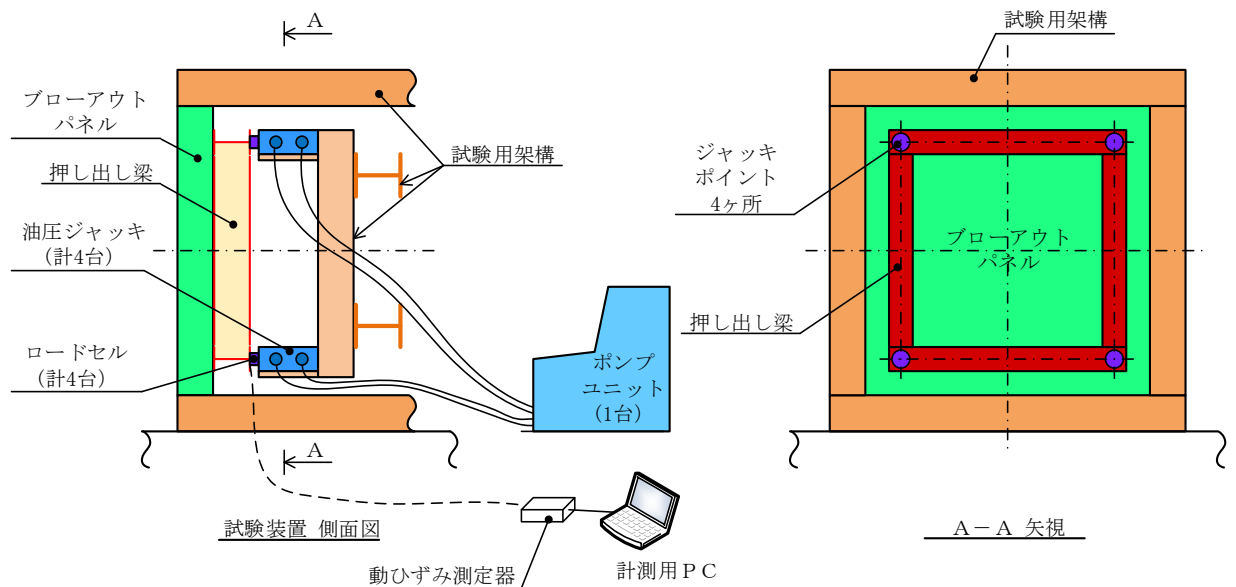 A
試験用架構
ブローアウト
パネル
押し出し梁
油圧ジャッキ
(計4台)
ロードセル
(計4台)
試験用架構
ポンプ
ユニット
(1台)
A
試験装置 側面図
動ひずみ測定器
計測用PC
ジャッキ
ポイント
4ヶ所
ブローアウト
パネル
押し出し梁
A-A 矢視